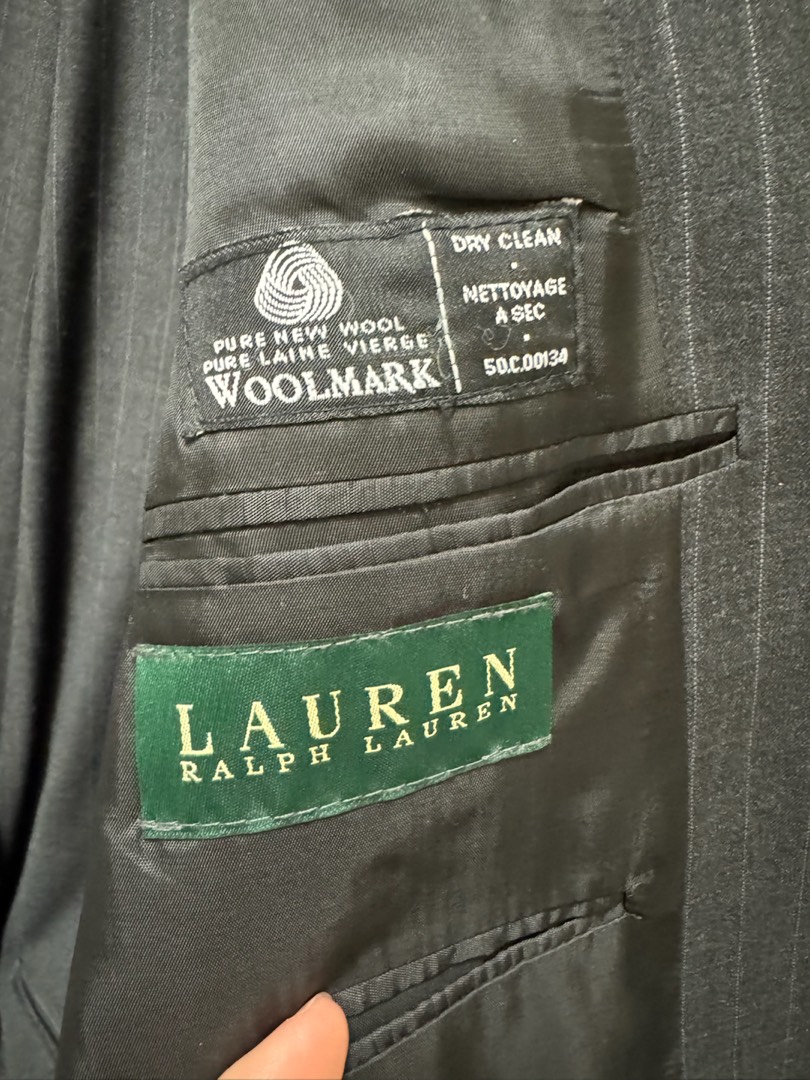 PURE NEW WOOL
PURE LAINE VIERGE
WOOLMARK
DRY CLEAN
NETTOYAGE
A SEC
50.C.00134
LAUREN
RALPH LAUREN